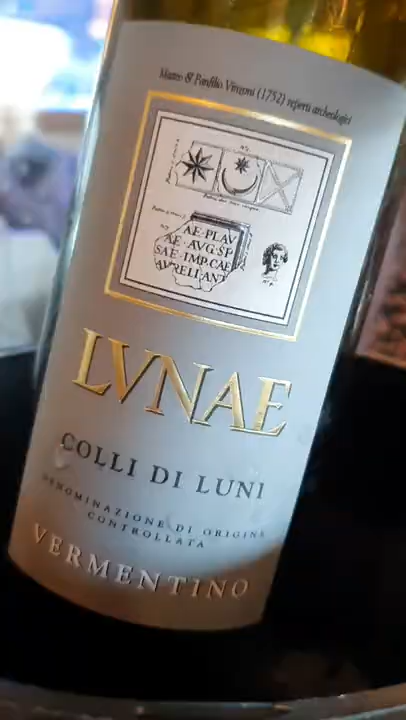 Matteo & Panfilio Vinzoni (1752) reperti archeologici
AE·PLAV
AE·AVG·SP
SAE·IMP·CAE
AVRELI·ANT
LVNAE
COLLI DI LUNI
DENOMINAZIONE DI ORIGINE
CONTROLLATA
VERMENTINO